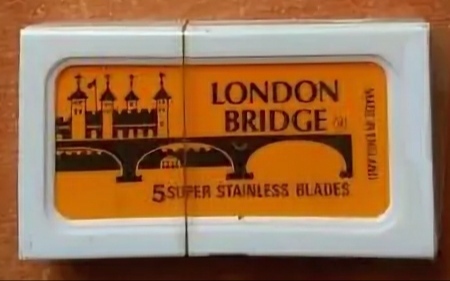 LONDON
BRIDGE
MADE IN ENGLAND
5 SUPER STAINLESS BLADES